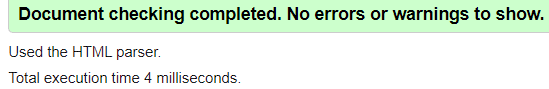 Document checking completed. No errors or warnings to show.
Used the HTML parser.
Total execution time 4 milliseconds.